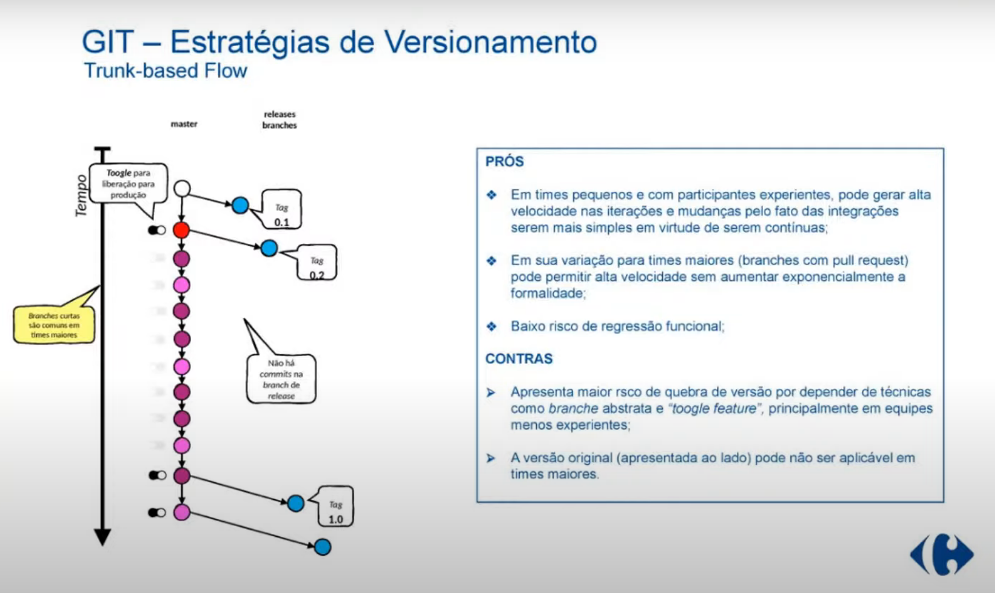 GIT – Estratégias de Versionamento
Trunk-based Flow
master
releases
branches
Tempo
Toogle para
liberação para
produção
Tag
0.1
Tag
0.2
Branches curtas
são comuns em
times maiores
Não há
commits na
branch de
release
Tag
1.0
PRÓS
❖ Em times pequenos e com participantes experientes, pode gerar alta
velocidade nas iterações e mudanças pelo fato das integrações
serem mais simples em virtude de serem contínuas;
❖ Em sua variação para times maiores (branches com pull request)
pode permitir alta velocidade sem aumentar exponencialmente a
formalidade;
❖ Baixo risco de regressão funcional;
CONTRAS
➢ Apresenta maior rsco de quebra de versão por depender de técnicas
como branche abstrata e “toogle feature”, principalmente em equipes
menos experientes;
➢ A versão original (apresentada ao lado) pode não ser aplicável em
times maiores.